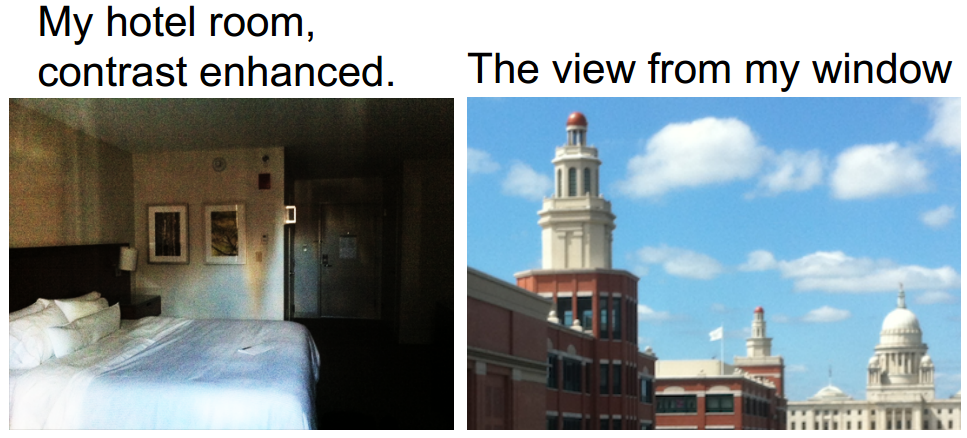 My hotel room,
contrast enhanced.
The view from my window